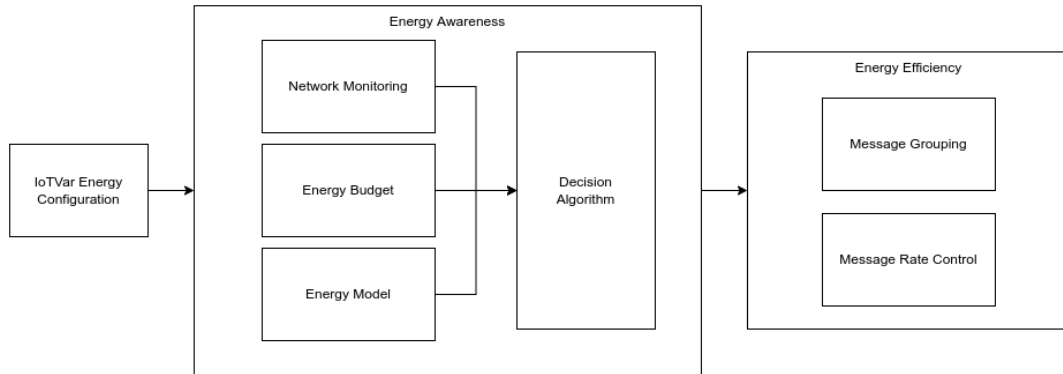 Energy Awareness
Network Monitoring
Energy Budget
Energy Model
IoTVar Energy
Configuration
Decision
Algorithm
Energy Efficiency
Message Grouping
Message Rate Control